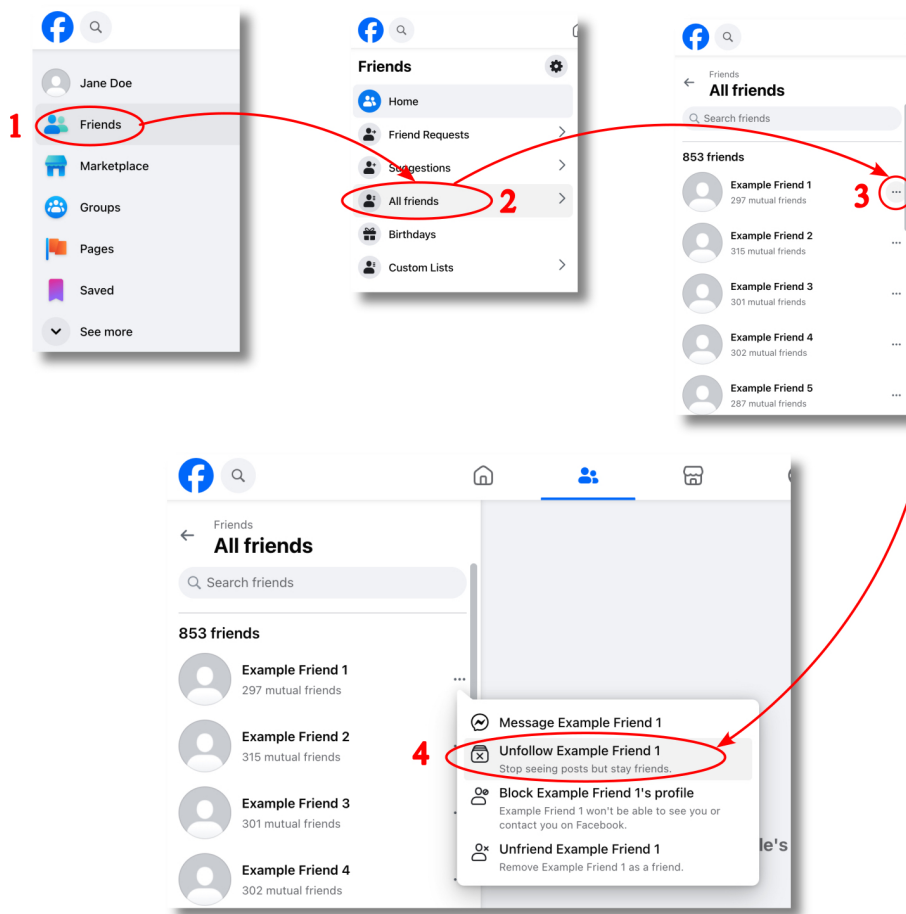 Jane Doe
1
Friends
Marketplace
Groups
Pages
Saved
See more
Friends
Home
Friend Requests
Suggestions
All friends
2
Birthdays
Custom Lists
Friends
All friends
Search friends
853 friends
Example Friend 1
297 mutual friends
3
Example Friend 2
315 mutual friends
Example Friend 3
301 mutual friends
Example Friend 4
302 mutual friends
Example Friend 5
287 mutual friends
Friends
All friends
Search friends
853 friends
Example Friend 1
297 mutual friends
Example Friend 2
315 mutual friends
Example Friend 3
301 mutual friends
Example Friend 4
302 mutual friends
4
Message Example Friend 1
Unfollow Example Friend 1
Stop seeing posts but stay friends.
Block Example Friend 1's profile
Example Friend 1 won't be able to see you or
contact you on Facebook.
Unfriend Example Friend 1
Remove Example Friend 1 as a friend.
le's